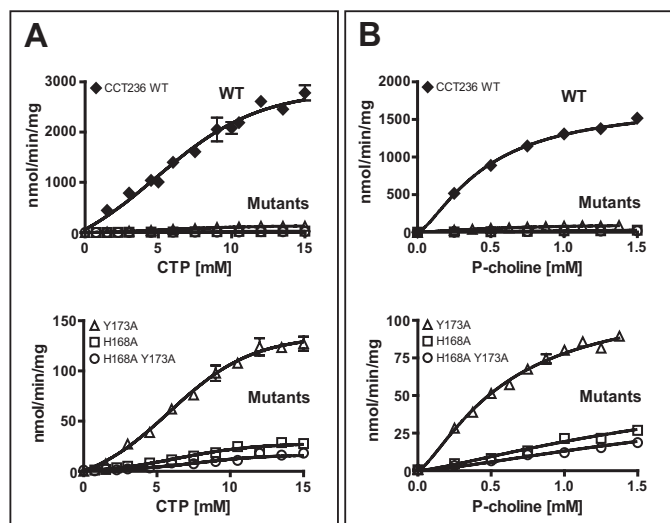 A
nmol/min/mg
3000
2000
1000
0
CCT236 WT
WT
Mutants
0 5 10 15
CTP [mM]
nmol/min/mg
150
100
50
0
Y173A
H168A
H168A Y173A
Mutants
0 5 10 15
CTP [mM]
B
nmol/min/mg
2000
1500
1000
500
0
CCT236 WT
WT
Mutants
0.0 0.5 1.0 1.5
P-choline [mM]
nmol/min/mg
100
75
50
25
0
Y173A
H168A
H168A Y173A
Mutants
0.0 0.5 1.0 1.5
P-choline [mM]